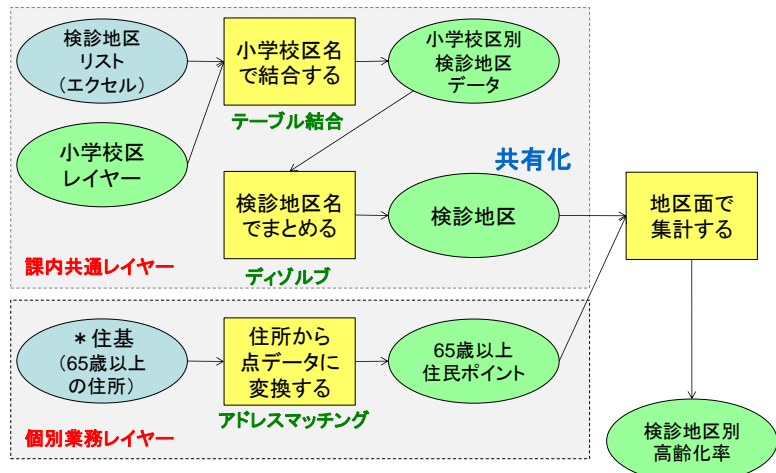 検診地区
リスト
（エクセル）
小学校区名
で結合する
テーブル結合
小学校区別
検診地区
データ
小学校区
レイヤー
検診地区名
でまとめる
ディゾルブ
共有化
検診地区
課内共通レイヤー
地区面で
集計する
＊住基
（65歳以上
の住所）
住所から
点データに
変換する
アドレスマッチング
65歳以上
住民ポイント
個別業務レイヤー
検診地区別
高齢化率